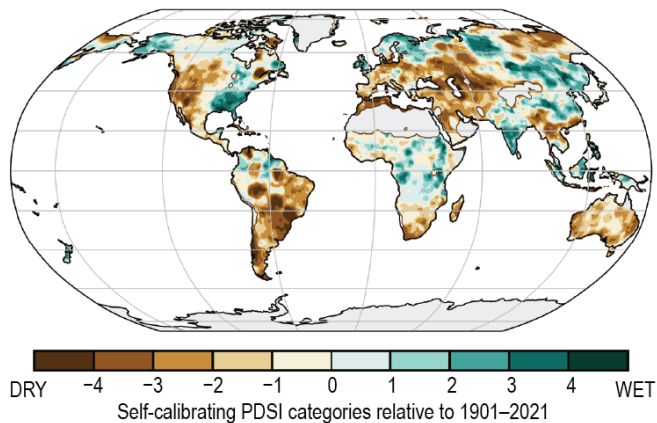 DRY −4 −3 −2 −1 0 1 2 3 4 WET
Self-calibrating PDSI categories relative to 1901–2021